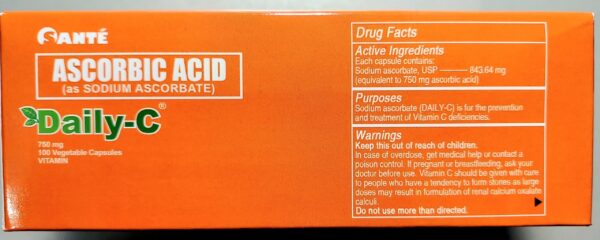 SANTÉ
ASCORBIC ACID
(as SODIUM ASCORBATE)
Daily-C®
750 mg
100 Vegetable Capsules
VITAMIN
Drug Facts
Active Ingredients
Each capsule contains:
Sodium ascorbate, USP ——— 843.64 mg
(equivalent to 750 mg ascorbic acid)
Purposes
Sodium ascorbate (DAILY-C) is for the prevention
and treatment of Vitamin C deficiencies.
Warnings
Keep this out of reach of children.
In case of overdose, get medical help or contact a
poison control. If pregnant or breastfeeding, ask your
doctor before use. Vitamin C should be given with care
to people who have a tendency to form stones as large
doses may result in formulation of renal calcium oxalate
calculi
Do not use more than directed.